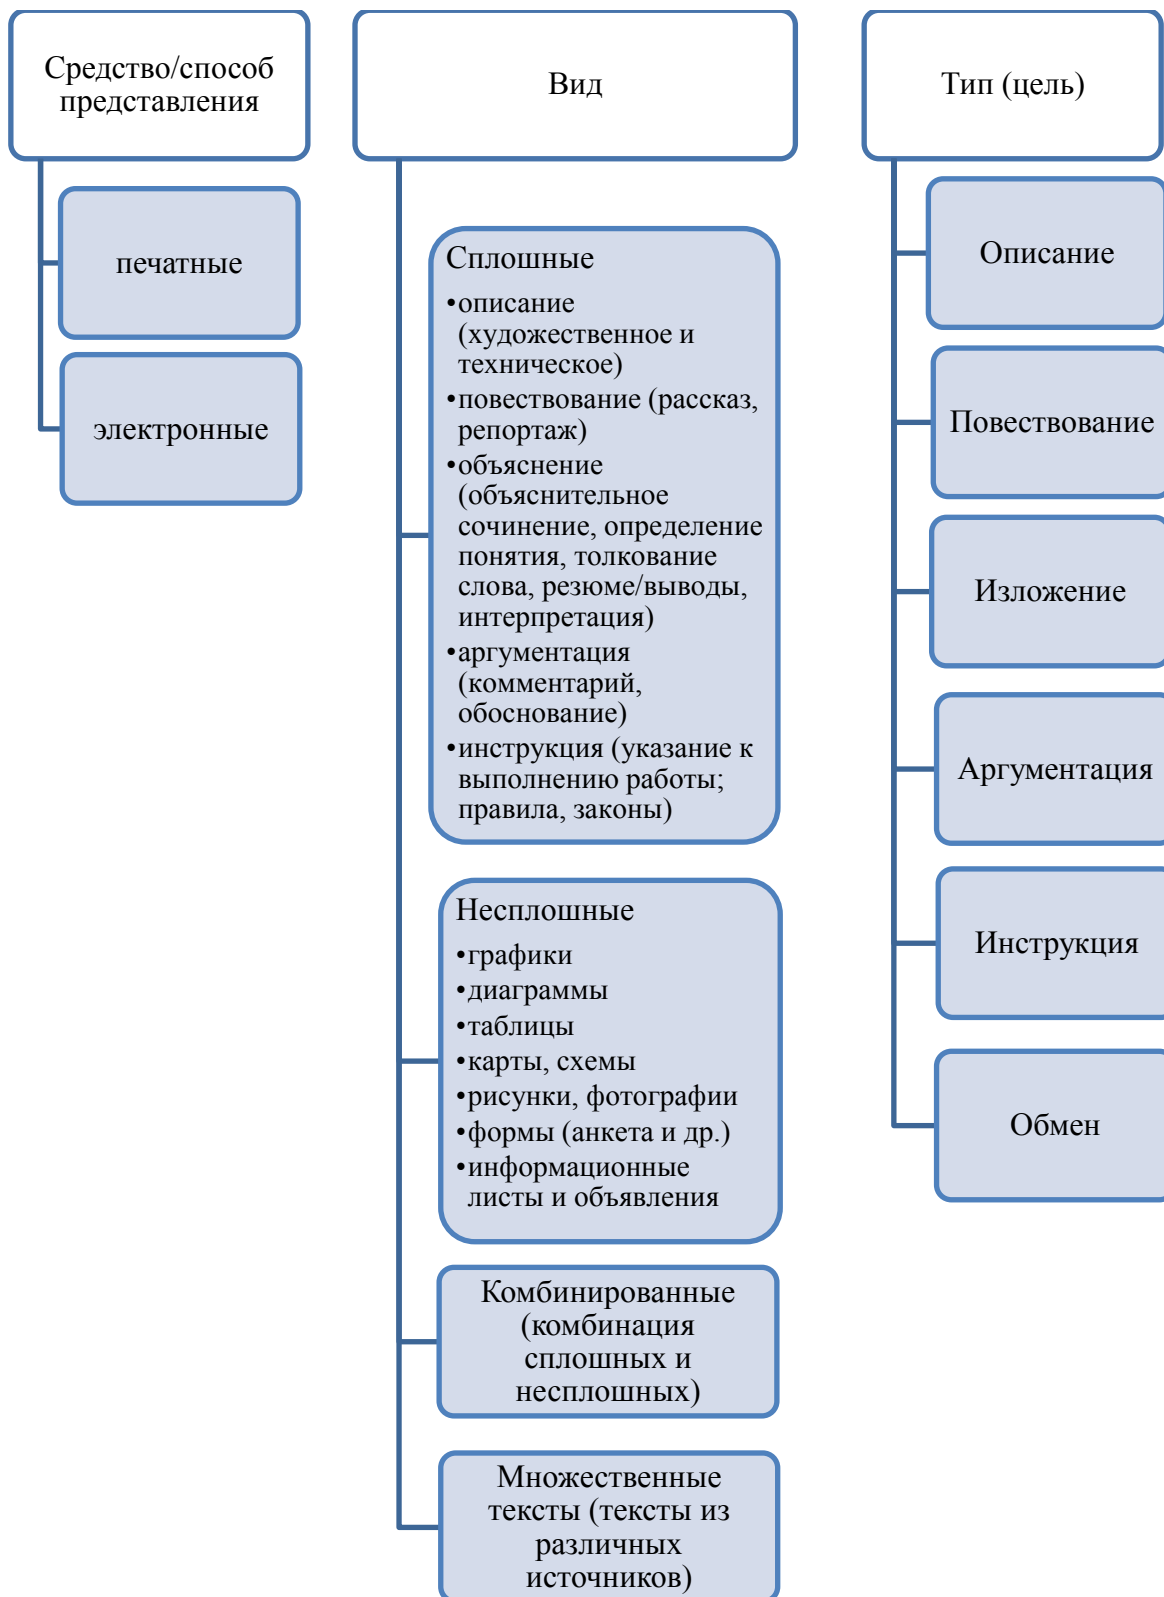 Средство/способ
представления
печатные
электронные
Вид
Сплошные
•описание
(художественное и
техническое)
•повествование (рассказ,
репортаж)
•объяснение
(объяснительное
сочинение, определение
понятия, толкование
слова, резюме/выводы,
интерпретация)
•аргументация
(комментарий,
обоснование)
•инструкция (указание к
выполнению работы;
правила, законы)
Несплошные
•графики
•диаграммы
•таблицы
•карты, схемы
•рисунки, фотографии
•формы (анкета и др.)
•информационные
листы и объявления
Комбинированные
(комбинация
сплошных и
несплошных)
Множественные
тексты (тексты из
различных
источников)
Тип (цель)
Описание
Повествование
Изложение
Аргументация
Инструкция
Обмен